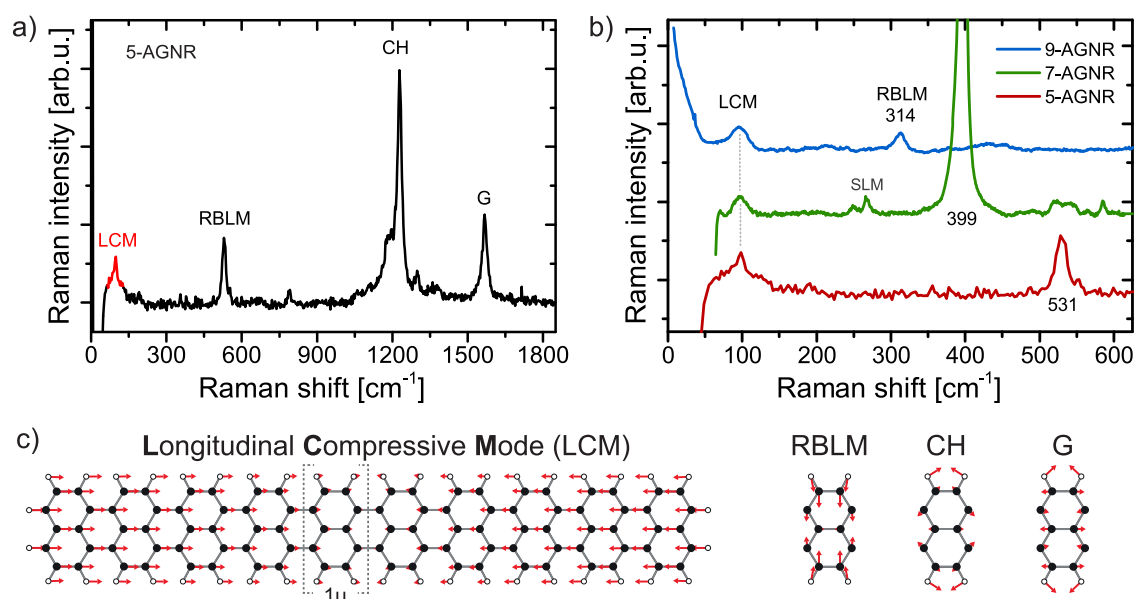 a)
5-AGNR
LCM
RBLM
CH
G
Raman intensity [arb.u.]
0 300 600 900 1200 1500 1800
Raman shift [cm⁻¹]
b)
9-AGNR
7-AGNR
5-AGNR
LCM
RBLM
314
SLM
399
531
Raman intensity [arb.u.]
0 100 200 300 400 500 600
Raman shift [cm⁻¹]
c)
Longitudinal Compressive Mode (LCM)
1u
RBLM
CH
G